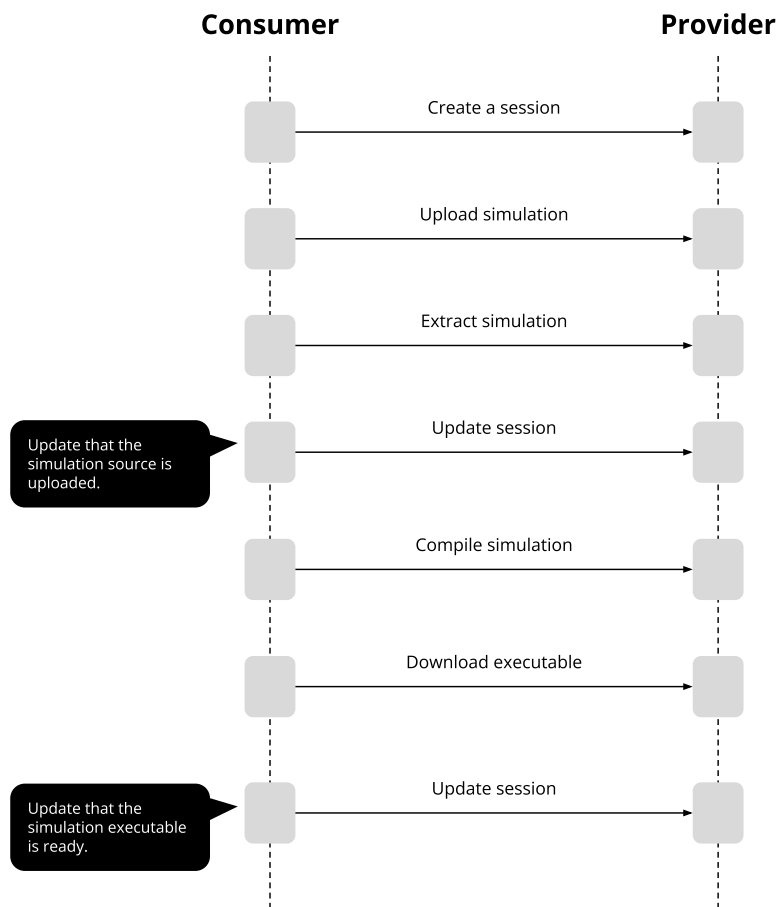 Consumer
Provider
Create a session
Upload simulation
Extract simulation
Update session
Update that the
simulation source is
uploaded.
Compile simulation
Download executable
Update session
Update that the
simulation executable
is ready.